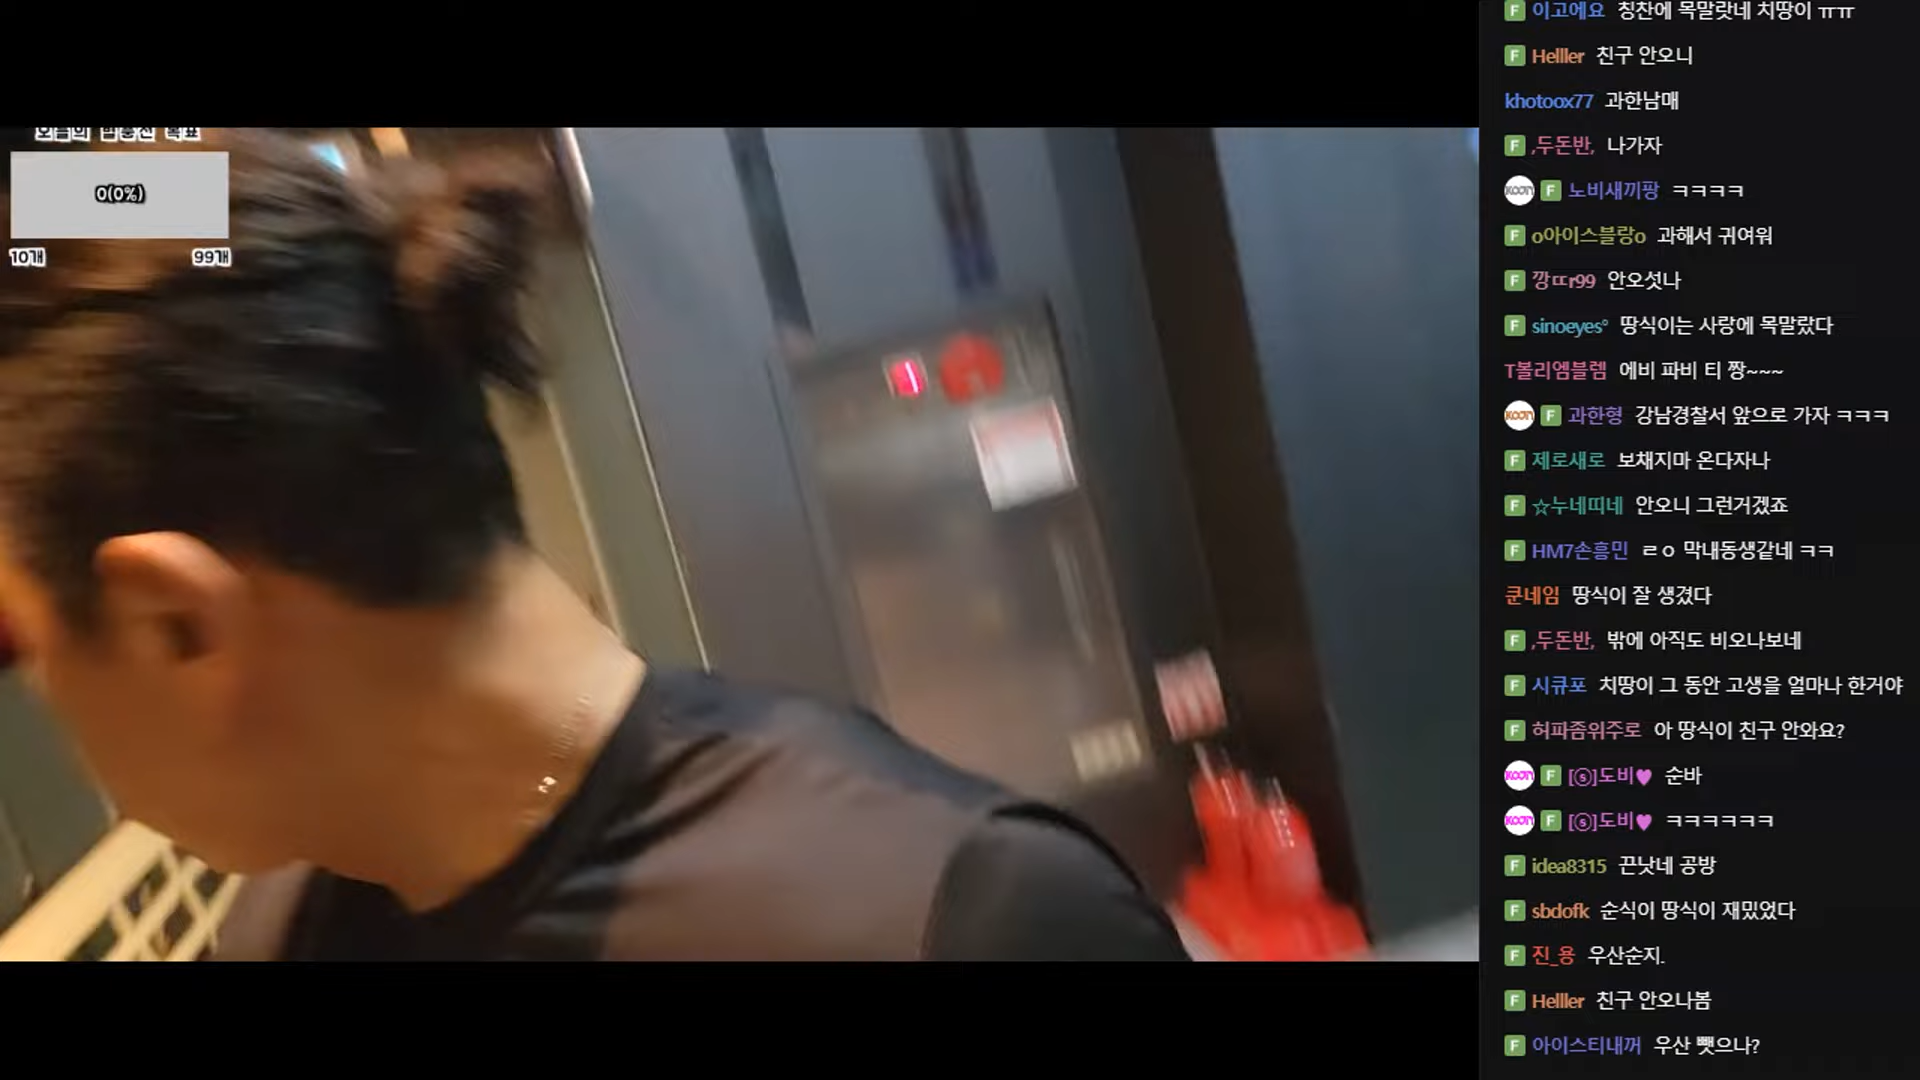 0(0%)
10개
99개
이고에요 칭찬에 목말랏네 치땅이 ㅠㅠ
Helller 친구 안오니
khotoox77 과한남매
,두돈반, 나가자
노비새끼팡 ㅋㅋㅋㅋ
o아이스블랑o 과해서 귀여워
깡ㄸr99 안오섯나
sinoeyes° 땅식이는 사랑에 목말랐다
T볼리엠블렘 에비 파비 티 짱~~~
과한형 강남경찰서 앞으로 가자 ㅋㅋㅋ
제로새로 보채지마 온다자나
☆누네띠네 안오니 그런거겠죠
HM7손흥민 ㄹㅇ 막내동생같네 ㅋㅋ
쿤네임 땅식이 잘 생겼다
,두돈반, 밖에 아직도 비오나보네
시큐포 치땅이 그 동안 고생을 얼마나 한거야
허파좀위주로 아 땅식이 친구 안와요?
[ⓢ]도비♥ 순바
[ⓢ]도비♥ ㅋㅋㅋㅋㅋㅋ
idea8315 끈낫네 공방
sbdofk 순식이 땅식이 재밌었다
진_용 우산순지.
Helller 친구 안오나봄
아이스티내꺼 우산 뺏으나?